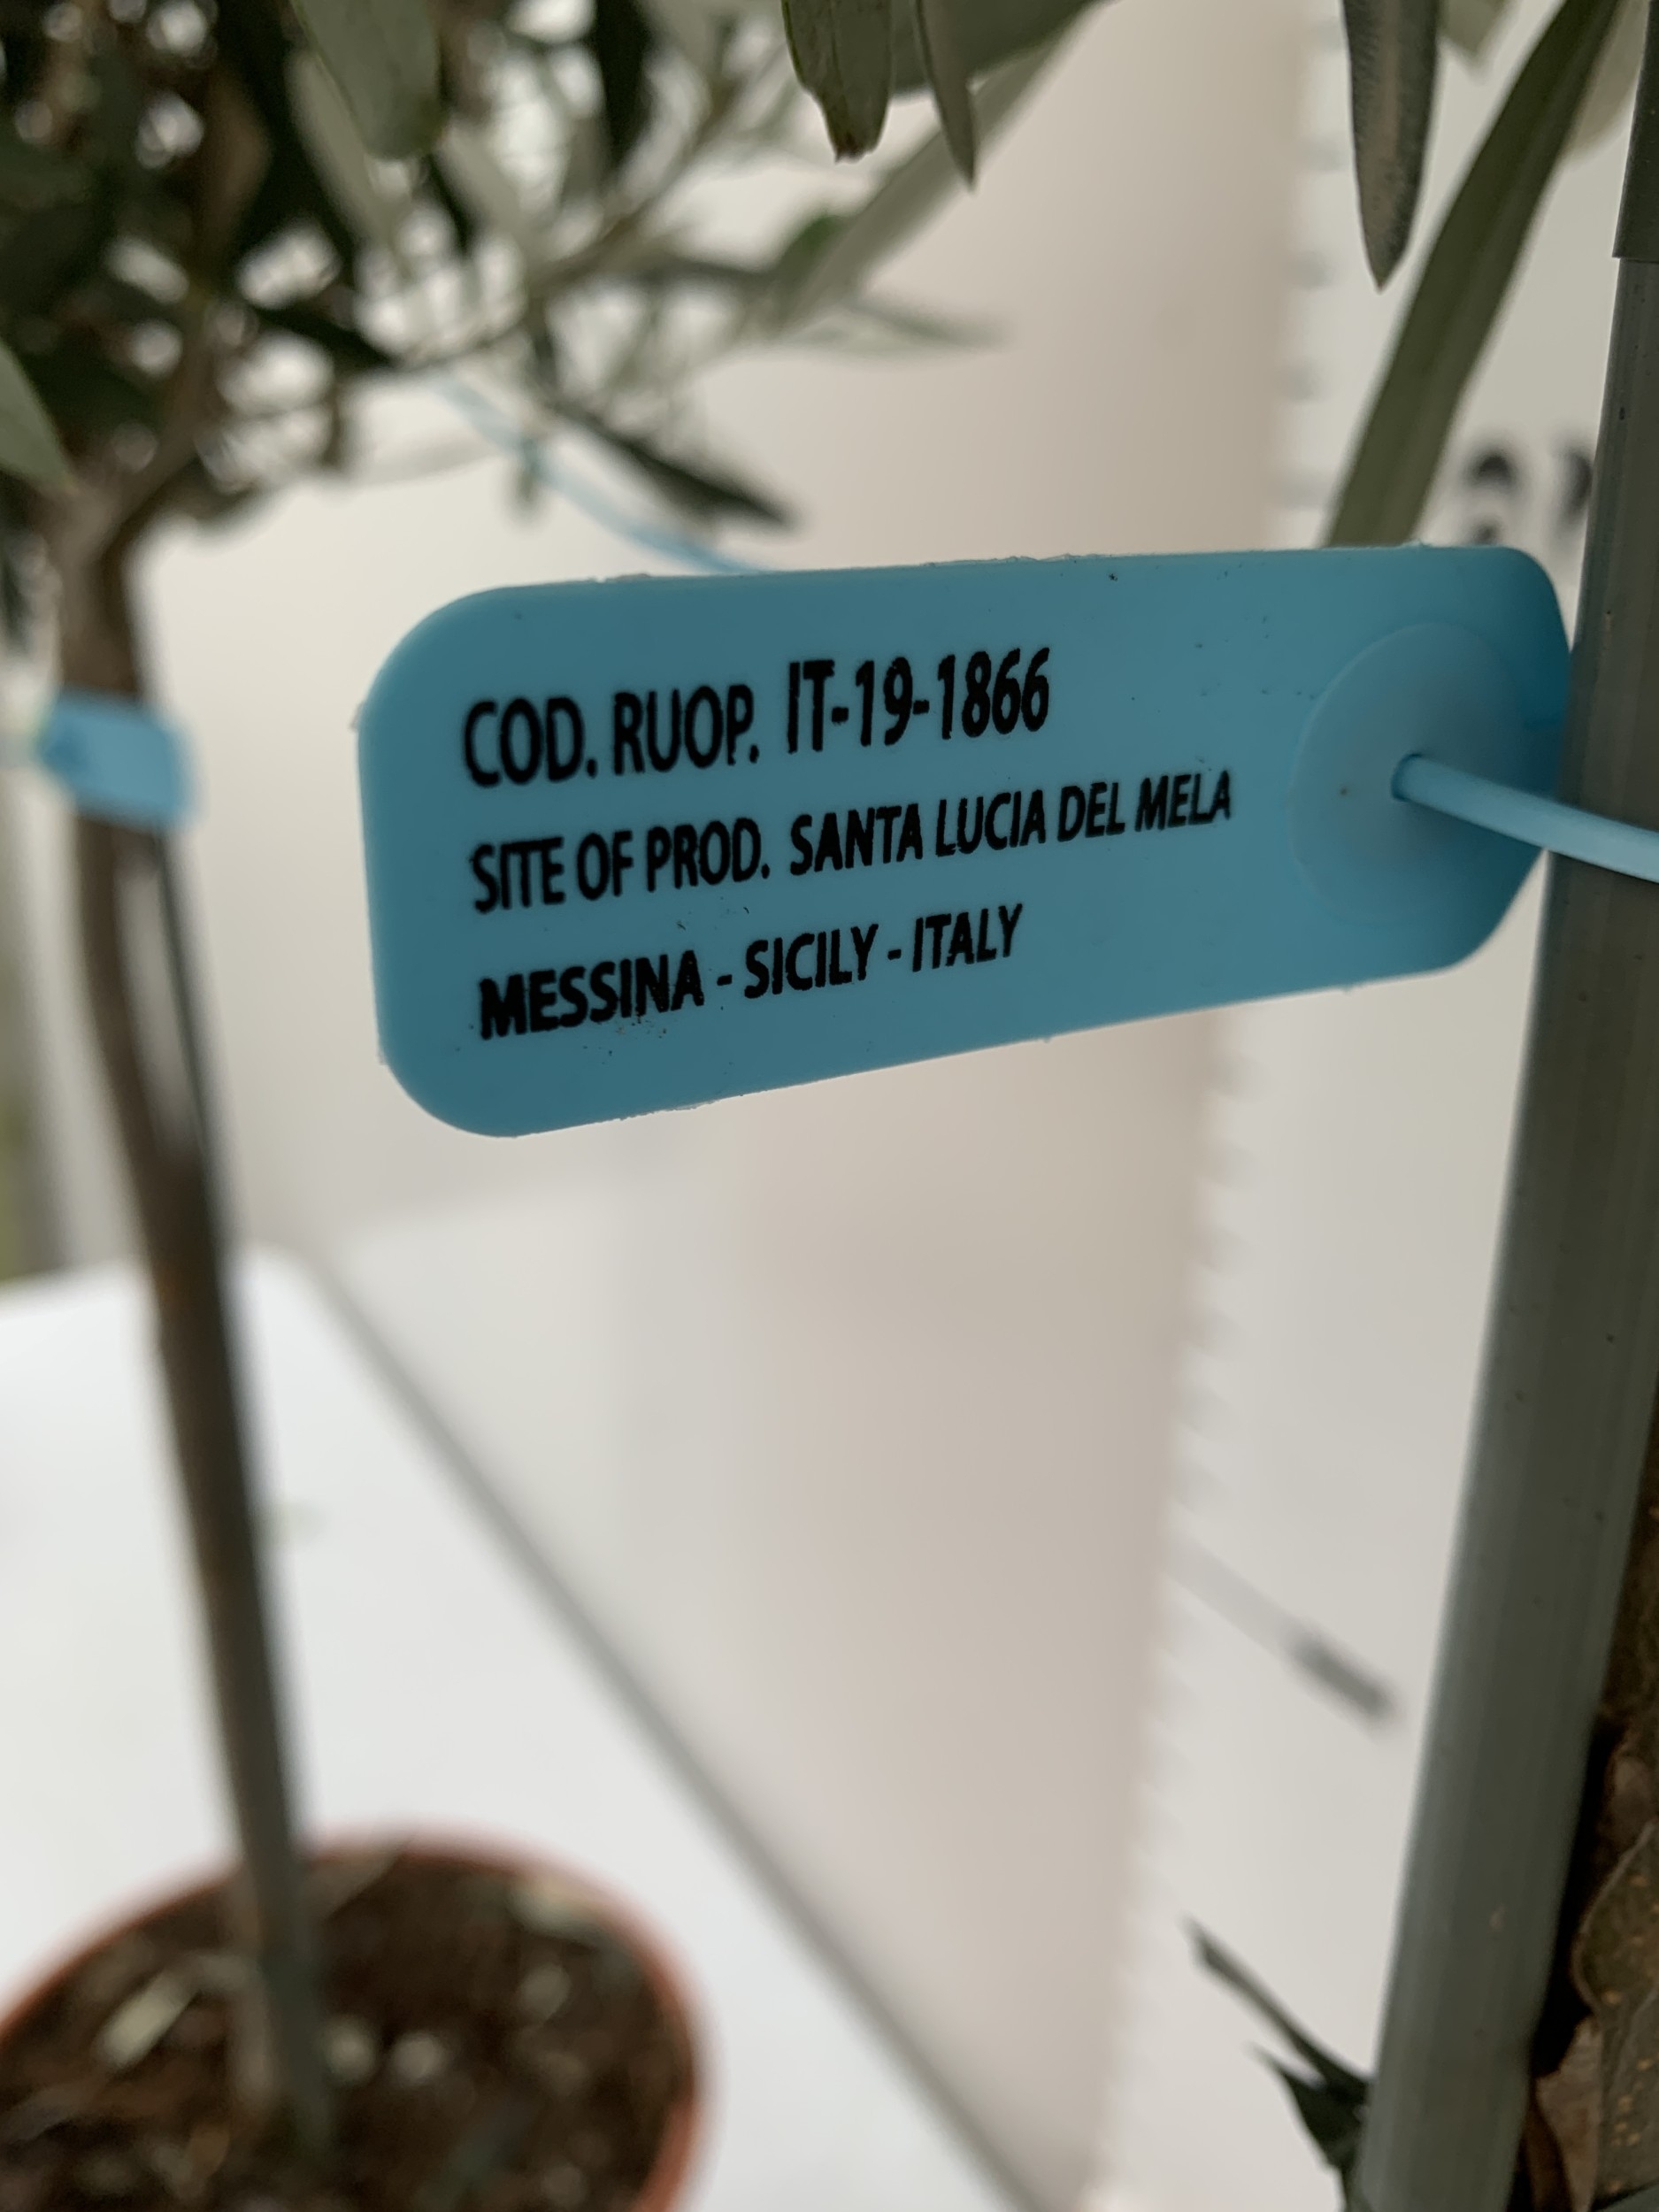 COD. RUOP. IT-19-1866
SITE OF PROD. SANTA LUCIA DEL MELA
MESSINA - SICILY - ITALY